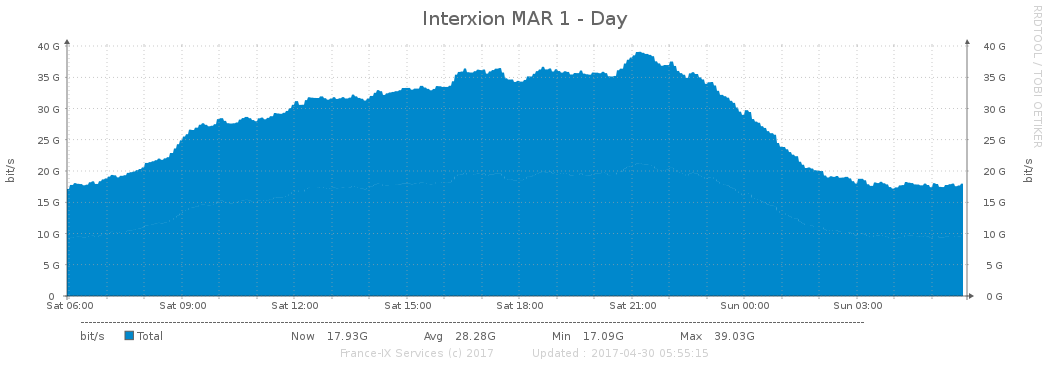 Interxion MAR 1 - Day
RRDTOOL / TOBI OETIKER
bit/s
bit/s
40 G 40 G
35 G 35 G
30 G 30 G
25 G 25 G
20 G 20 G
15 G 15 G
10 G 10 G
5 G 5 G
0 0 G
Sat 06:00 Sat 09:00 Sat 12:00 Sat 15:00 Sat 18:00 Sat 21:00 Sun 00:00 Sun 03:00
bit/s Total Now 17.93G Avg 28.28G Min 17.09G Max 39.03G
France-IX Services (c) 2017 Updated : 2017-04-30 05:55:15